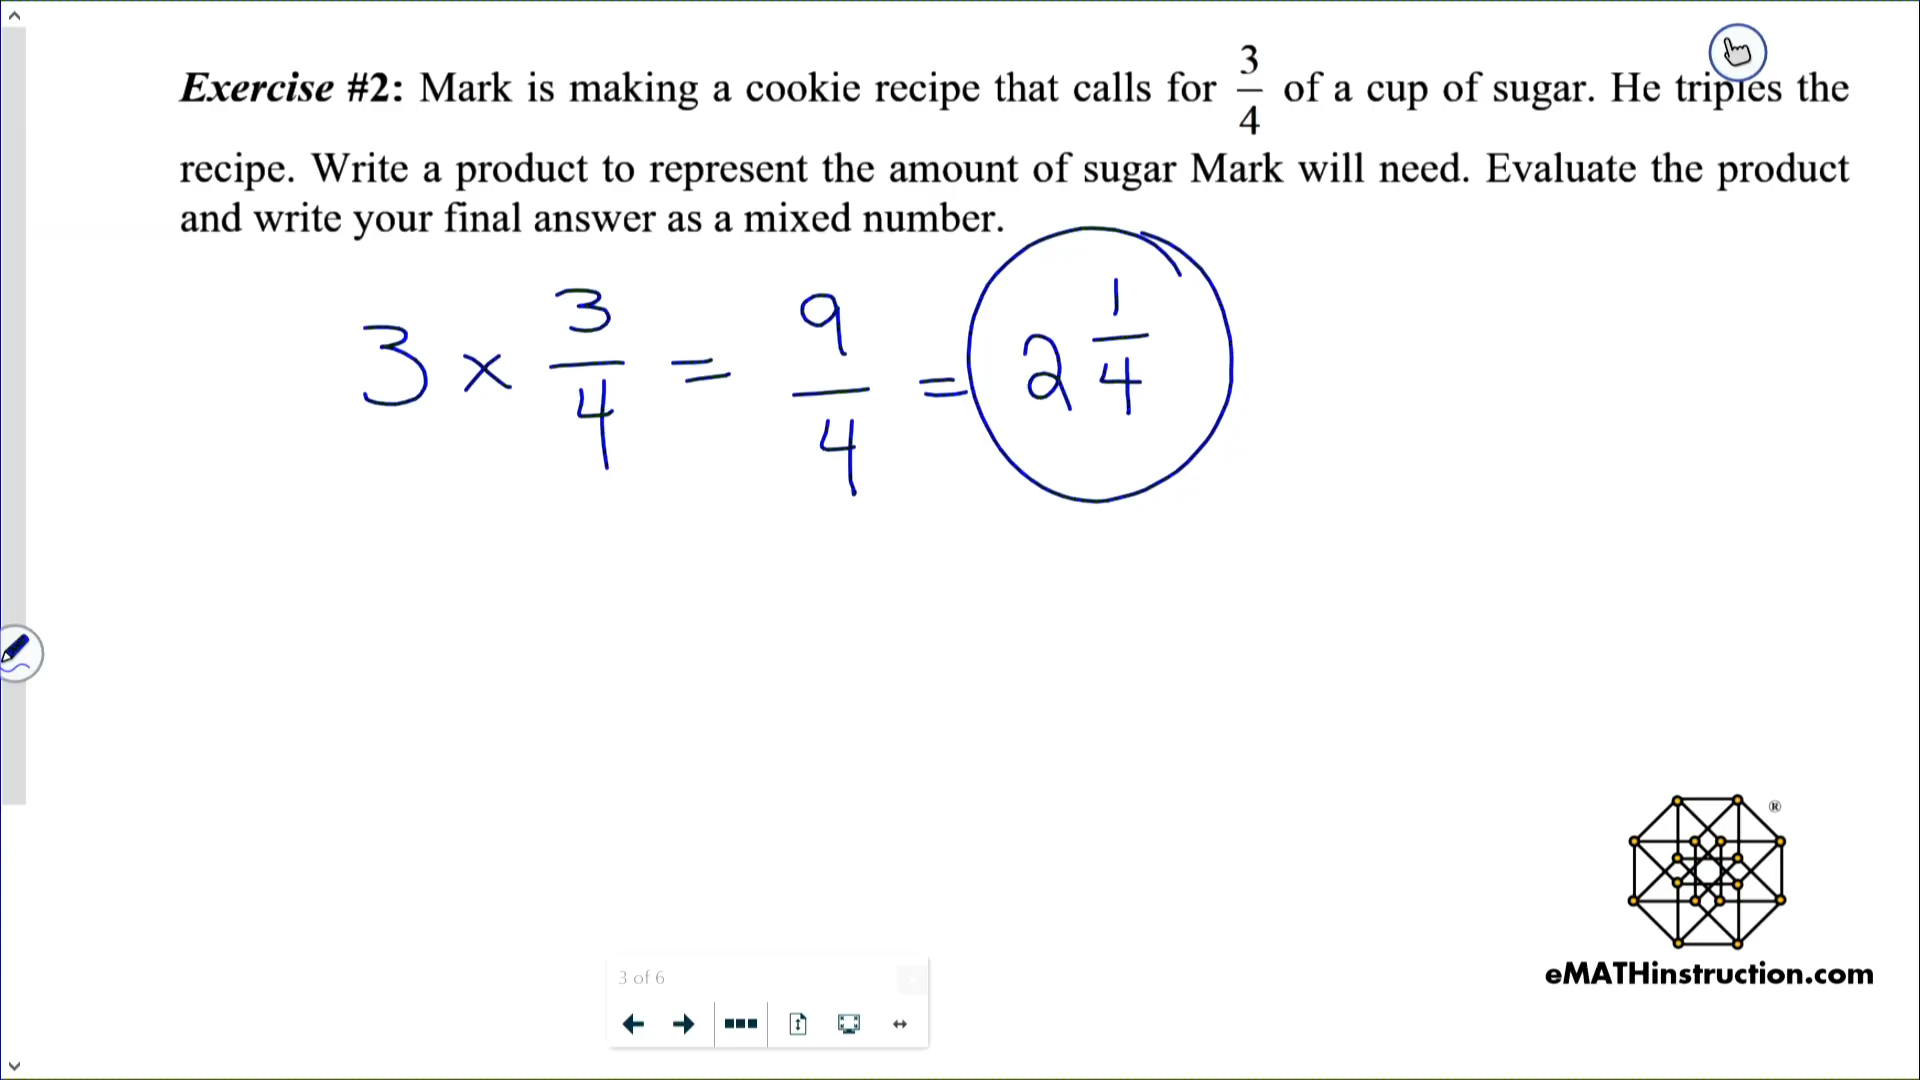 Exercise #2: Mark is making a cookie recipe that calls for 3/4 of a cup of sugar. He triples the
recipe. Write a product to represent the amount of sugar Mark will need. Evaluate the product
and write your final answer as a mixed number.
3 × 3/4 = 9/4 = 2 1/4
®
eMATHinstruction.com
3 of 6